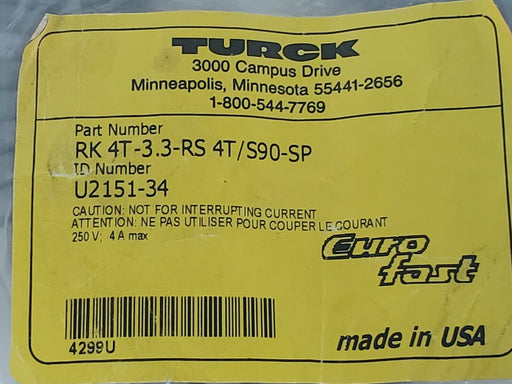 TURCK
3000 Campus Drive
Minneapolis, Minnesota 55441-2656
1-800-544-7769
Part Number
RK 4T-3.3-RS 4T/S90-SP
ID Number
U2151-34
CAUTION: NOT FOR INTERRUPTING CURRENT
ATTENTION: NE PAS UTILISER POUR COUPER LE COURANT
250 V; 4 A max
Euro
fast
4299U
made in USA